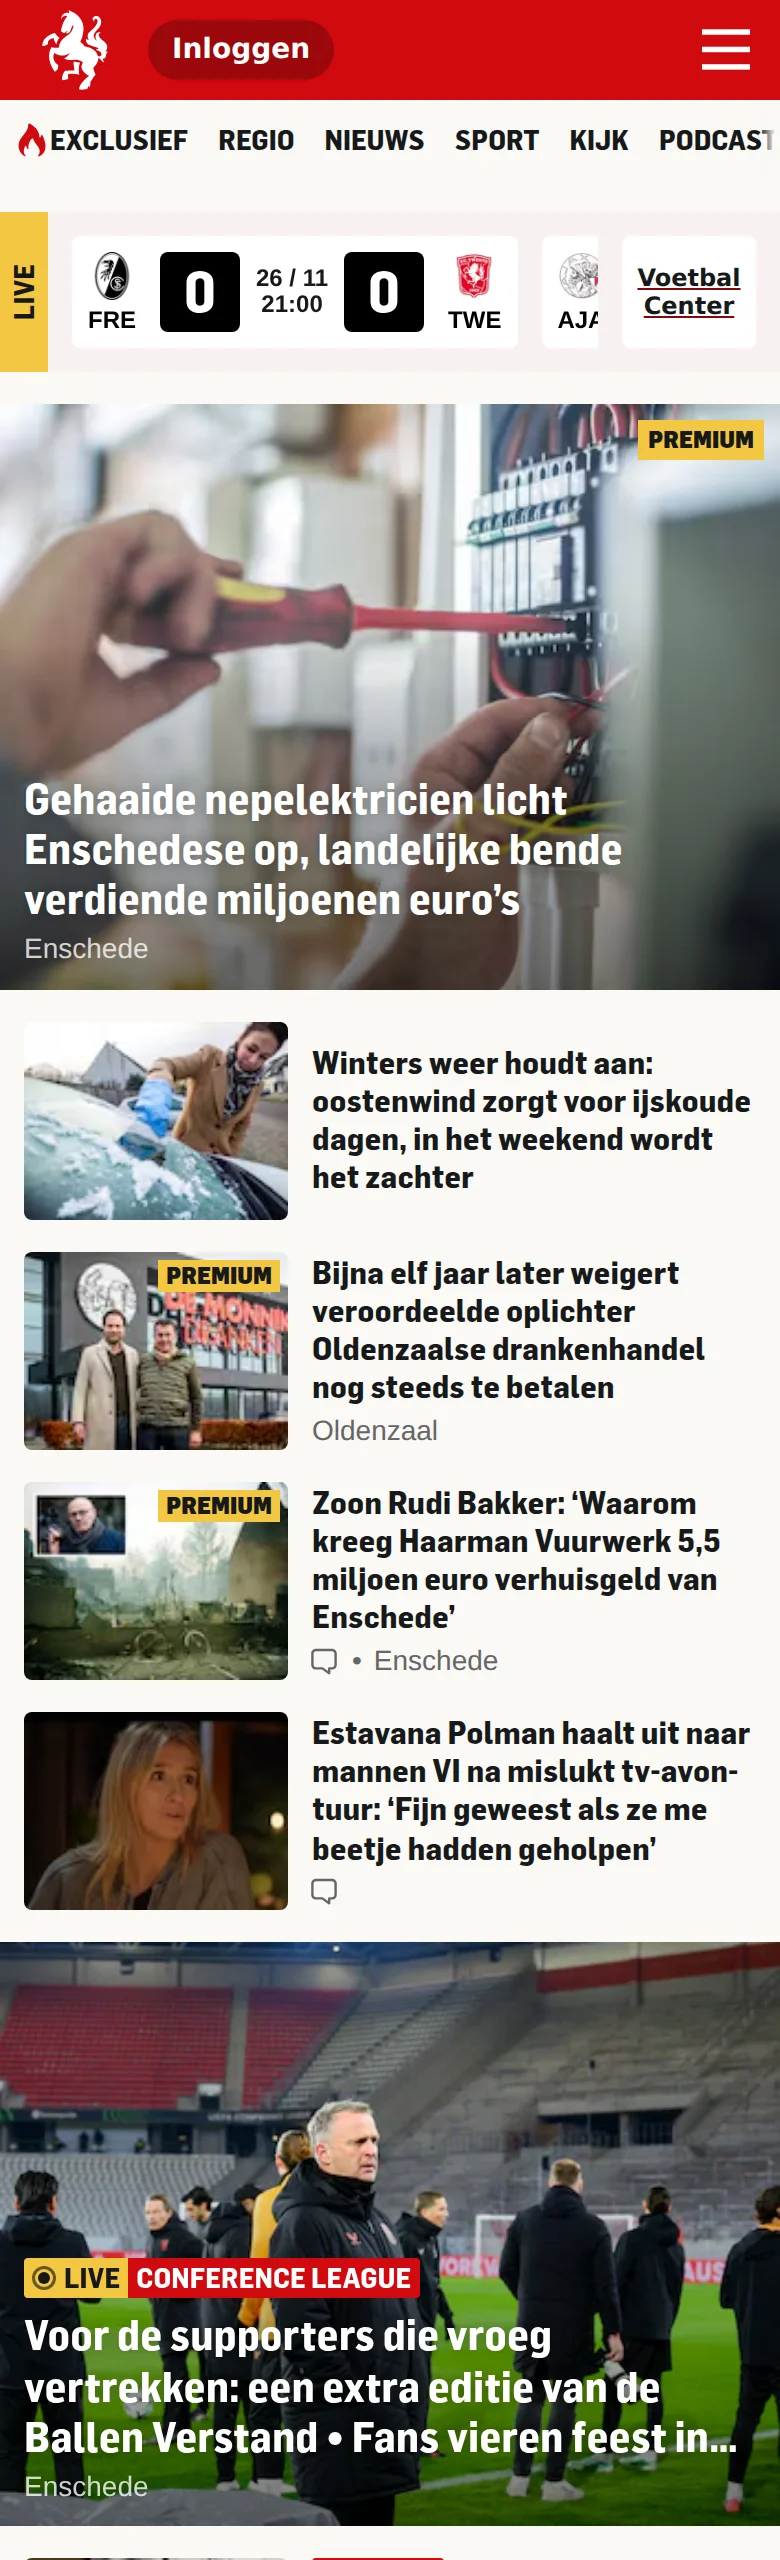 Inloggen
EXCLUSIEF REGIO NIEUWS SPORT KIJK PODCAST
LIVE
FRE 0 26 / 11 21:00 0 TWE
AJA
Voetbal
Center
PREMIUM
Gehaaide nepelektricien licht
Enschedese op, landelijke bende
verdiende miljoenen euro’s
Enschede
Winters weer houdt aan:
oostenwind zorgt voor ijskoude
dagen, in het weekend wordt
het zachter
PREMIUM
Bijna elf jaar later weigert
veroordeelde oplichter
Oldenzaalse drankenhandel
nog steeds te betalen
Oldenzaal
PREMIUM
Zoon Rudi Bakker: ‘Waarom
kreeg Haarman Vuurwerk 5,5
miljoen euro verhuisgeld van
Enschede’
• Enschede
Estavana Polman haalt uit naar
mannen VI na mislukt tv-avon-
tuur: ‘Fijn geweest als ze me
beetje hadden geholpen’
LIVE CONFERENCE LEAGUE
Voor de supporters die vroeg
vertrekken: een extra editie van de
Ballen Verstand • Fans vieren feest in...
Enschede